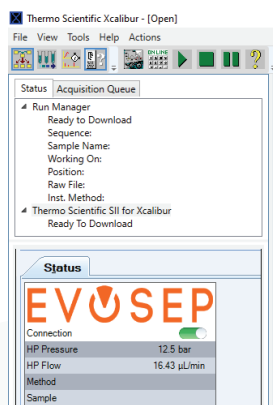 Thermo Scientific Xcalibur - [Open]
File View Tools Help Actions
ON LINE
Status Acquisition Queue
Run Manager
Ready to Download
Sequence:
Sample Name:
Working On:
Position:
Raw File:
Inst. Method:
Thermo Scientific SII for Xcalibur
Ready To Download
Status
EVOSEP
Connection
HP Pressure 12.5 bar
HP Flow 16.43 µL/min
Method
Sample